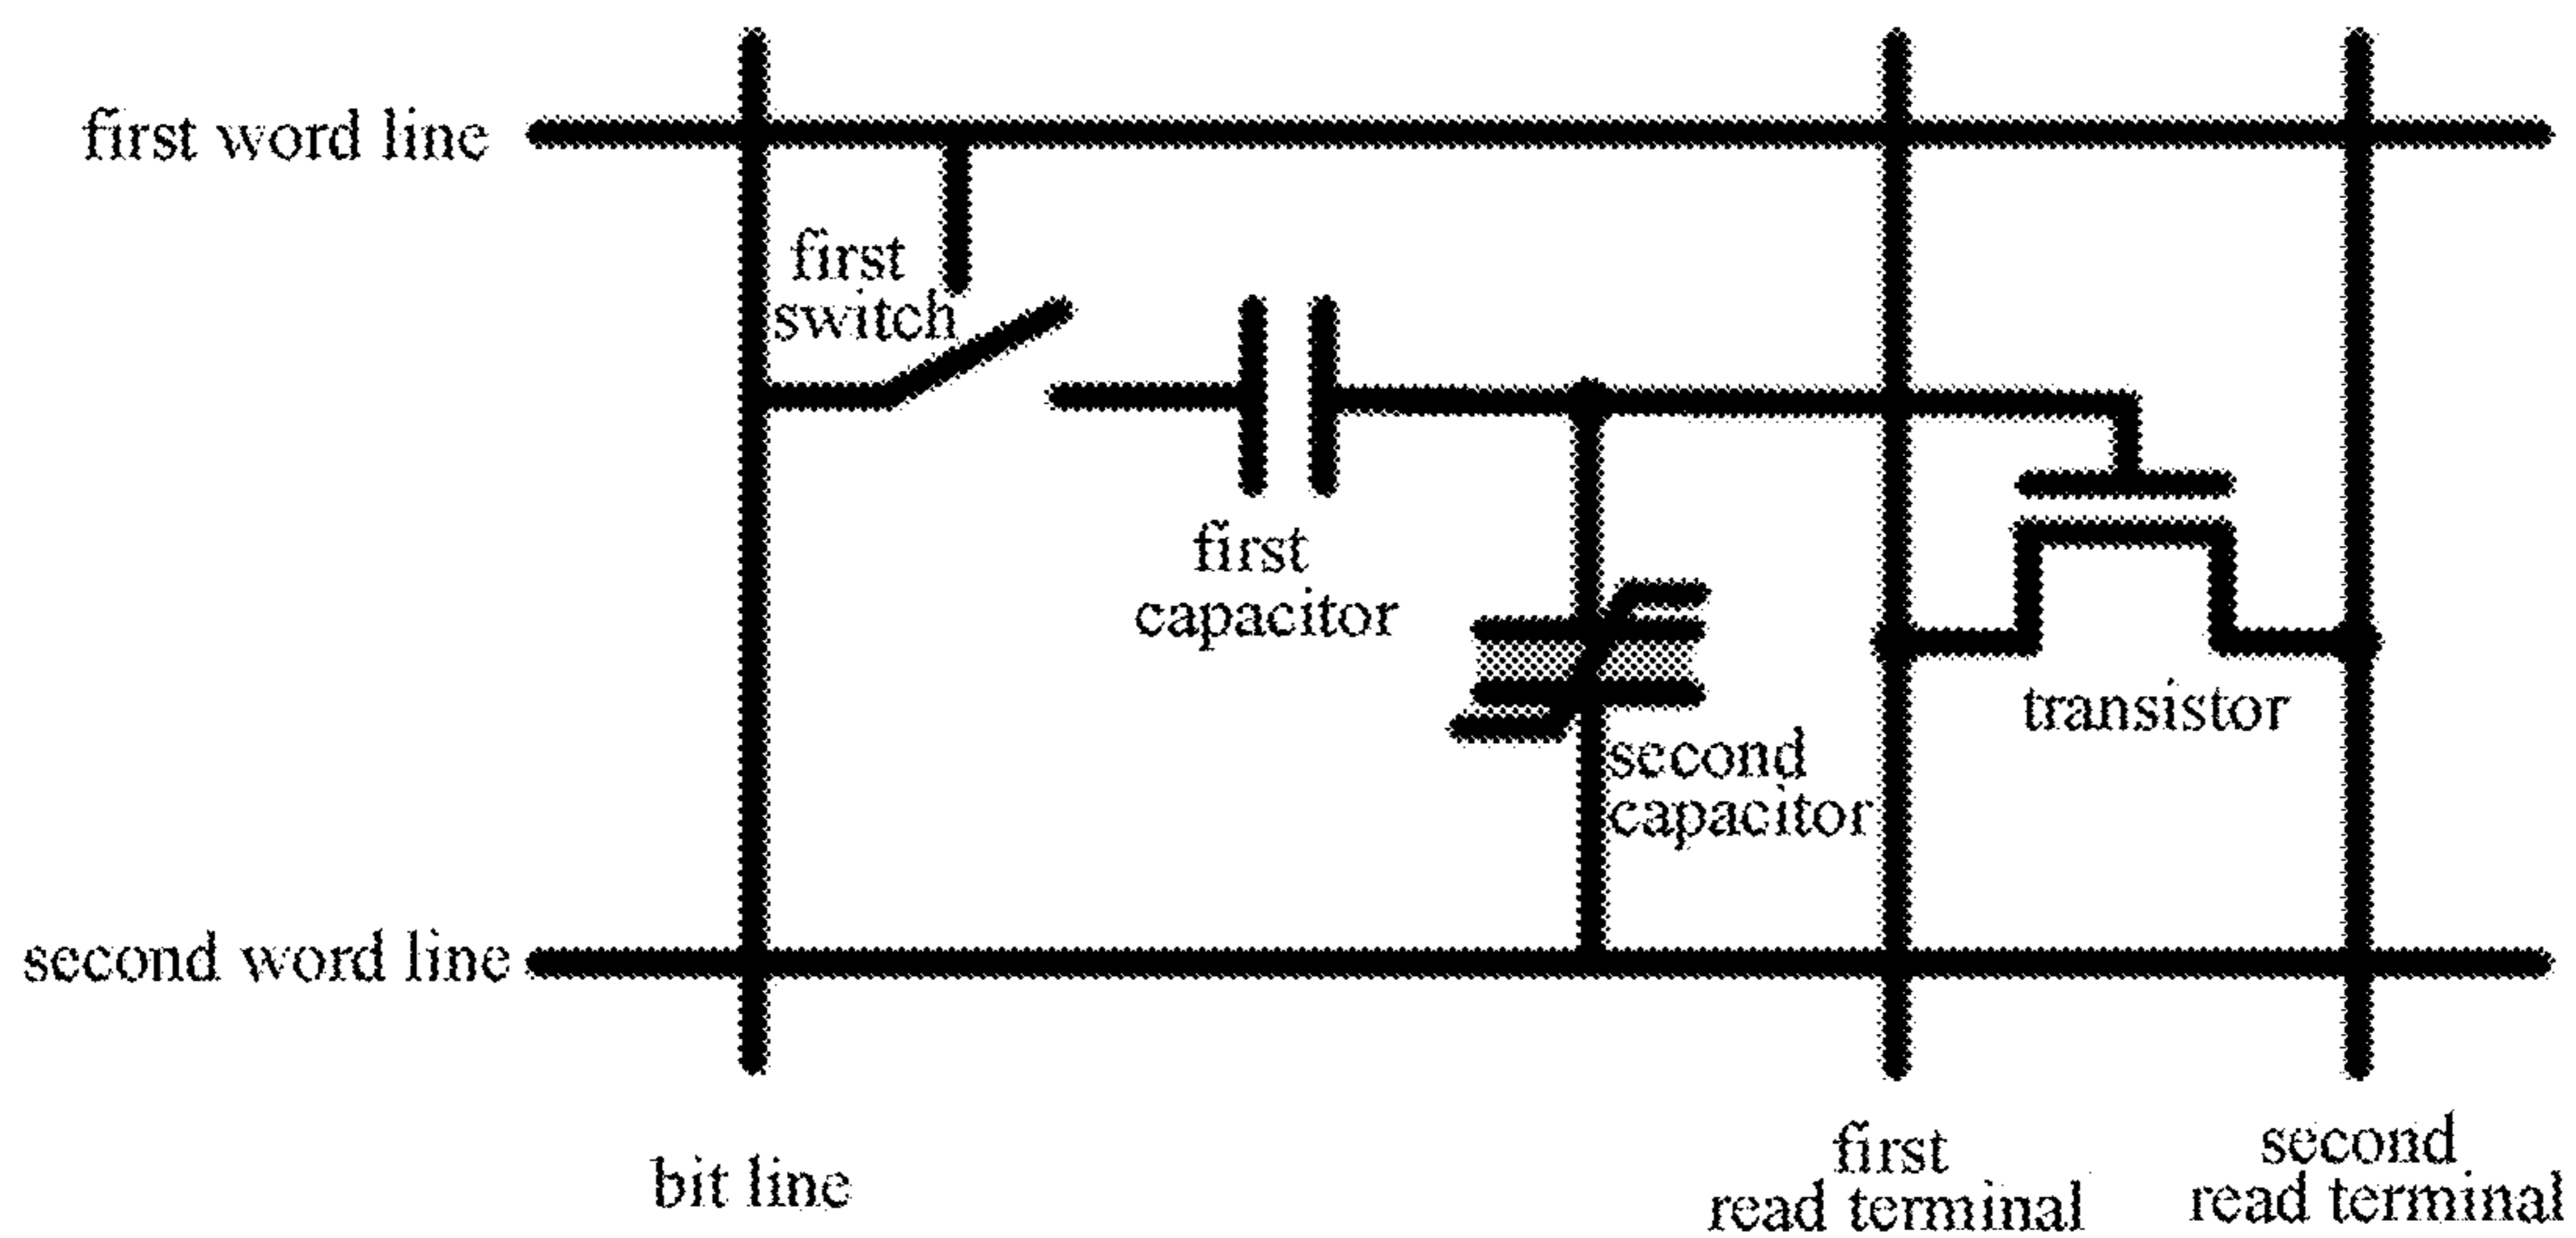 first word line
first
switch
first
capacitor
transistor
second
capacitor
second word line
bit line
first
read terminal
second
read terminal